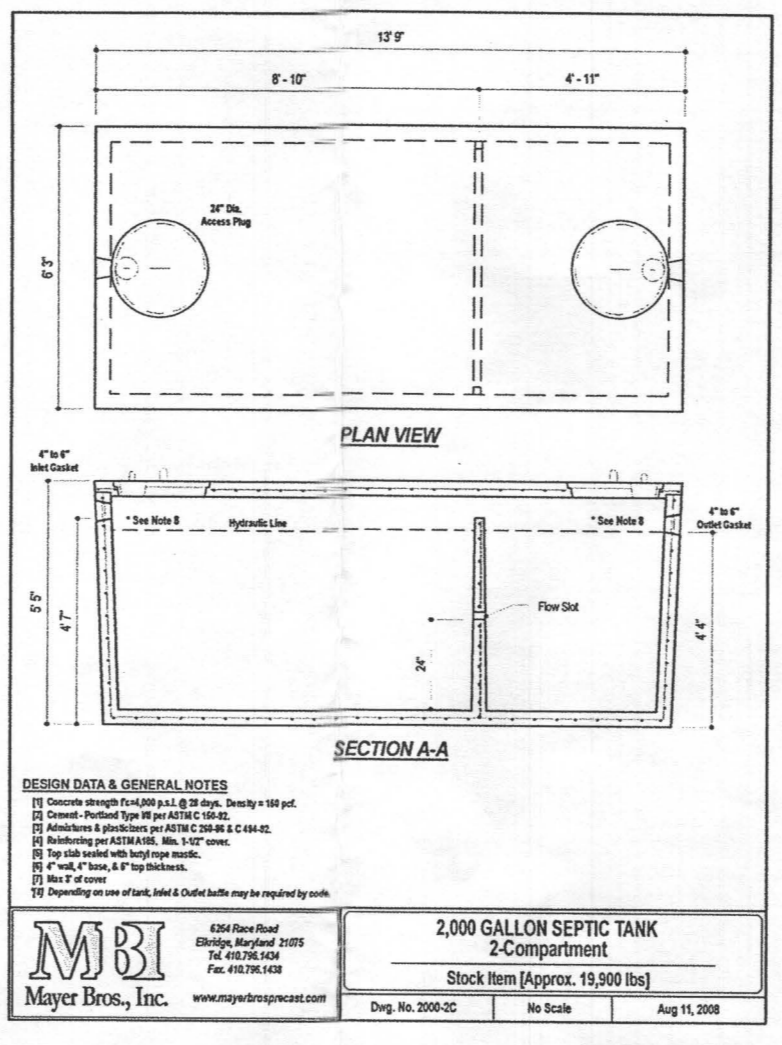 13' 9"
8' - 10"
4' - 11"
6' 3"
24" Dia.
Access Plug
PLAN VIEW
4" to 6"
Inlet Gasket
* See Note 8
Hydraulic Line
* See Note 8
4" to 6"
Outlet Gasket
5' 5"
4' 7"
Flow Slot
24"
4' 4"
SECTION A-A
DESIGN DATA & GENERAL NOTES
[1] Concrete strength f'c=4,000 p.s.i. @ 28 days. Density = 150 pcf.
[2] Cement - Portland Type I/II per ASTM C 150-92.
[3] Admixtures & plasticizers per ASTM C 260-86 & C 494-92.
[4] Reinforcing per ASTM A185. Min. 1-1/2" cover.
[5] Top slab sealed with butyl rope mastic.
[6] 4" wall, 4" base, & 6" top thickness.
[7] Max 3' of cover
*[8] Depending on use of tank, Inlet & Outlet baffle may be required by code.
MBI
Mayer Bros., Inc.
6264 Race Road
Elkridge, Maryland 21075
Tel. 410.796.1434
Fax. 410.796.1438
www.mayerbrosprecast.com
2,000 GALLON SEPTIC TANK
2-Compartment
Stock Item [Approx. 19,900 lbs]
Dwg. No. 2000-2C
No Scale
Aug 11, 2008